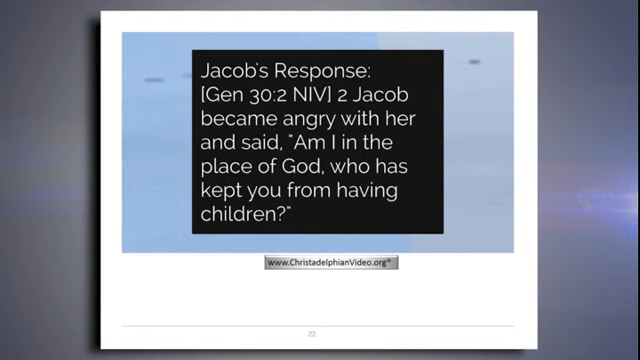 Jacob's Response:
[Gen 30:2 NIV] 2 Jacob
became angry with her
and said, "Am I in the
place of God, who has
kept you from having
children?"
www.ChristadelphianVideo.org®
22